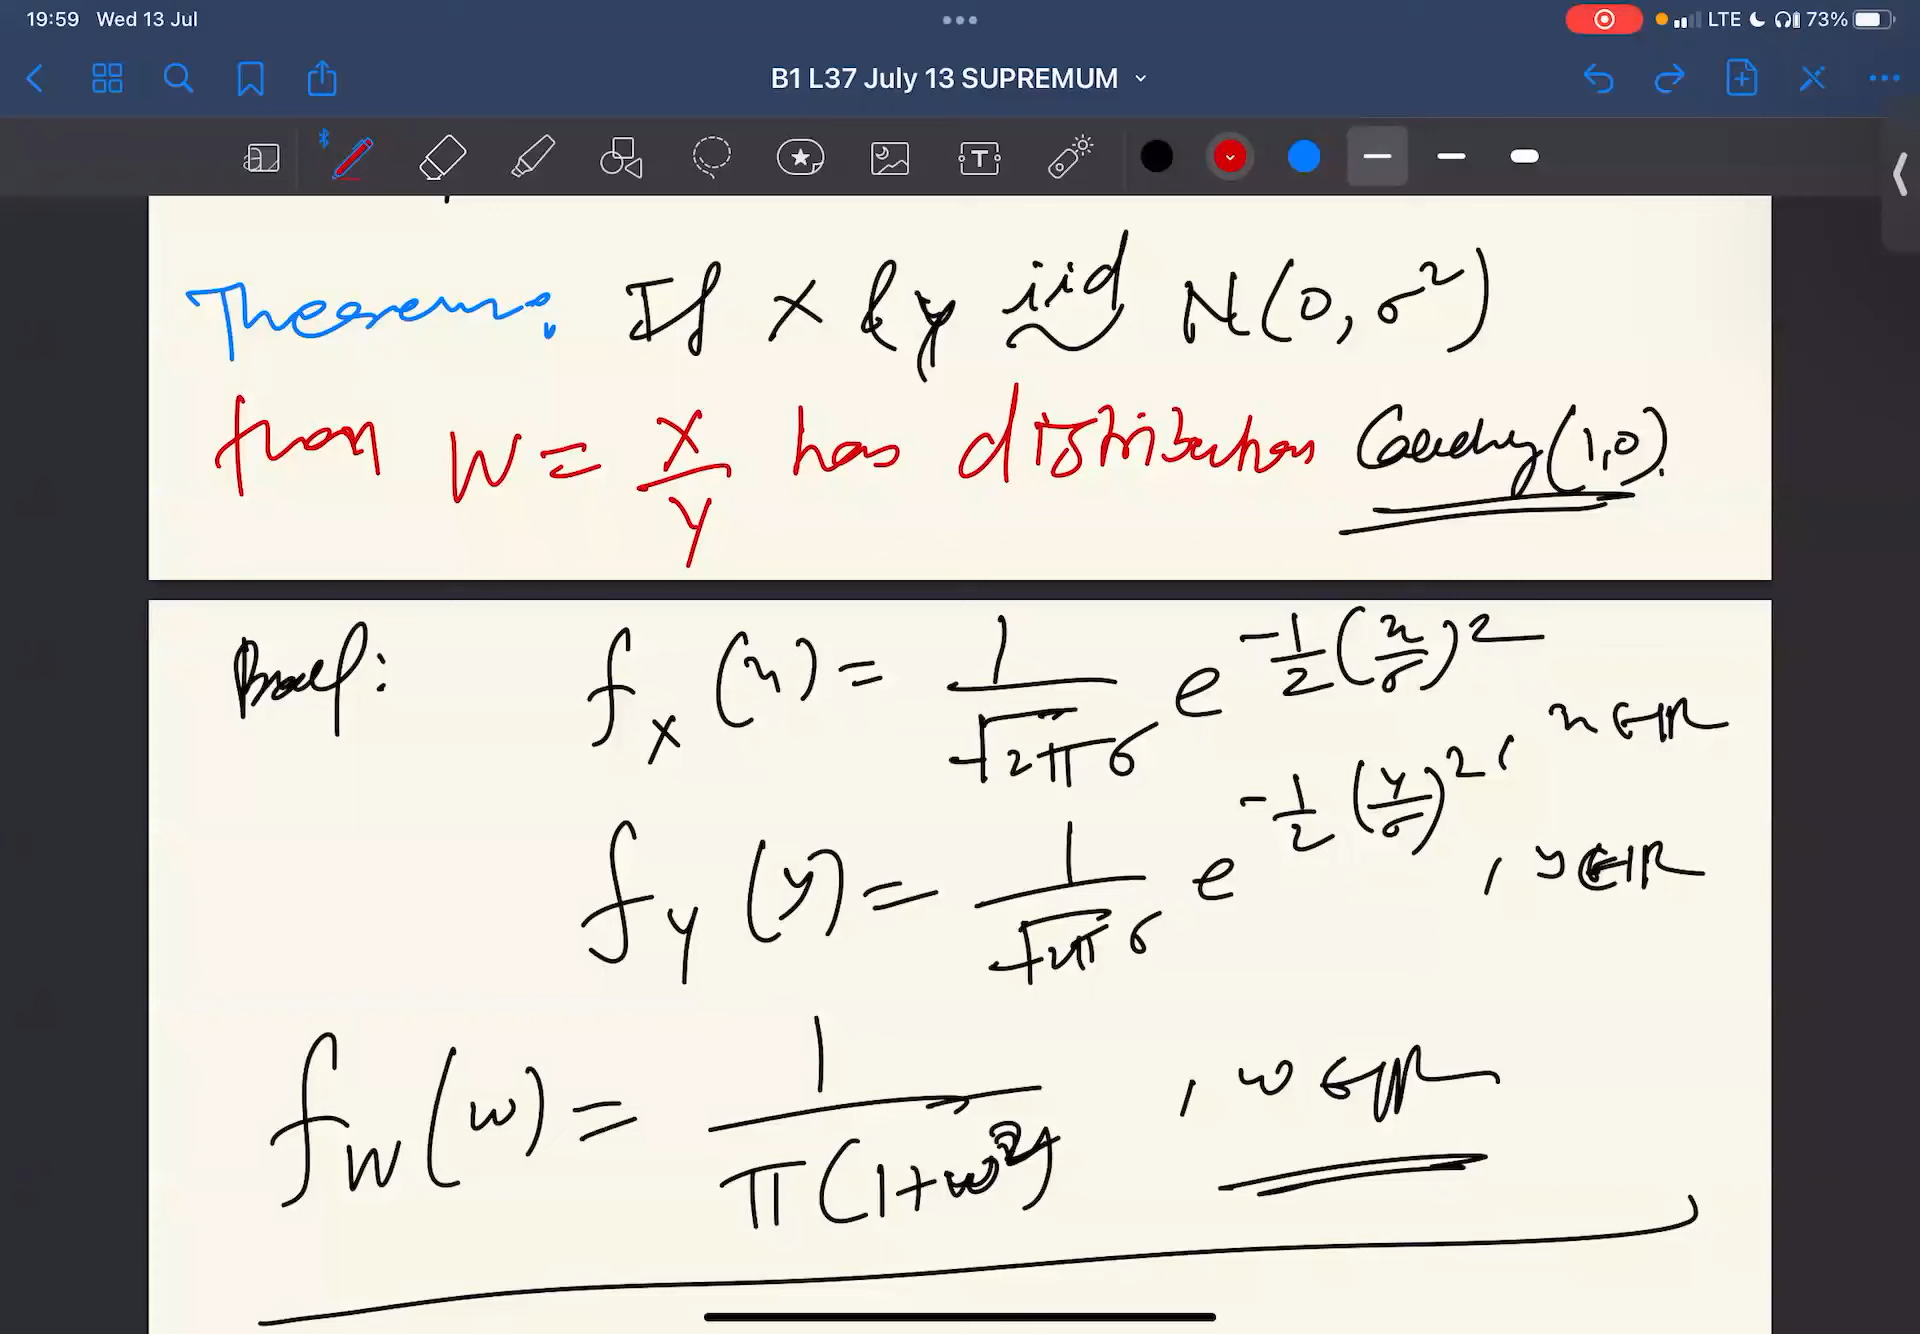 19:59 Wed 13 Jul
LTE 73%
B1 L37 July 13 SUPREMUM
Theorem: If X & Y iid N(0, σ²)
then W = X/Y has distribution Cauchy(1,0).
Proof: f_X(x) = 1/(√2π σ) e^(-1/2 (x/σ)²), x ∈ ℝ
f_Y(y) = 1/(√2π σ) e^(-1/2 (y/σ)²), y ∈ ℝ
f_W(w) = 1/(π(1+w²)), w ∈ ℝ